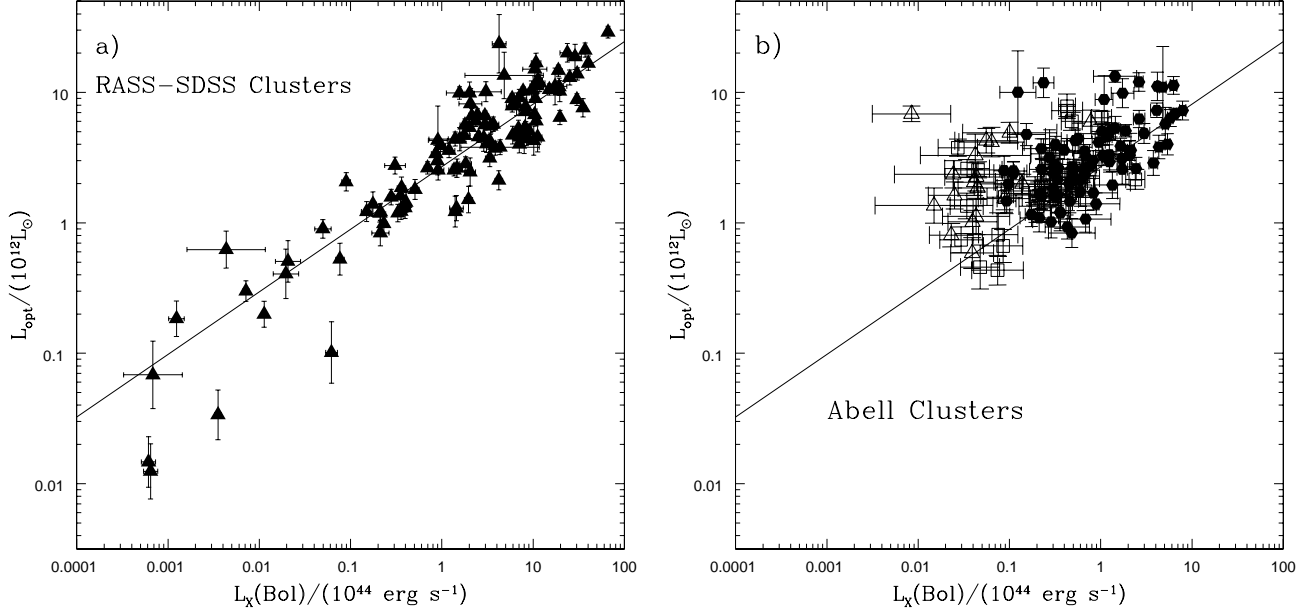 a)
RASS-SDSS Clusters
L_opt/(10^12 L_⊙)
10
1
0.1
0.01
0.0001
0.001
0.01
0.1
1
10
100
L_X(Bol)/(10^44 erg s^-1)
b)
Abell Clusters
L_opt/(10^12 L_⊙)
10
1
0.1
0.01
0.0001
0.001
0.01
0.1
1
10
100
L_X(Bol)/(10^44 erg s^-1)